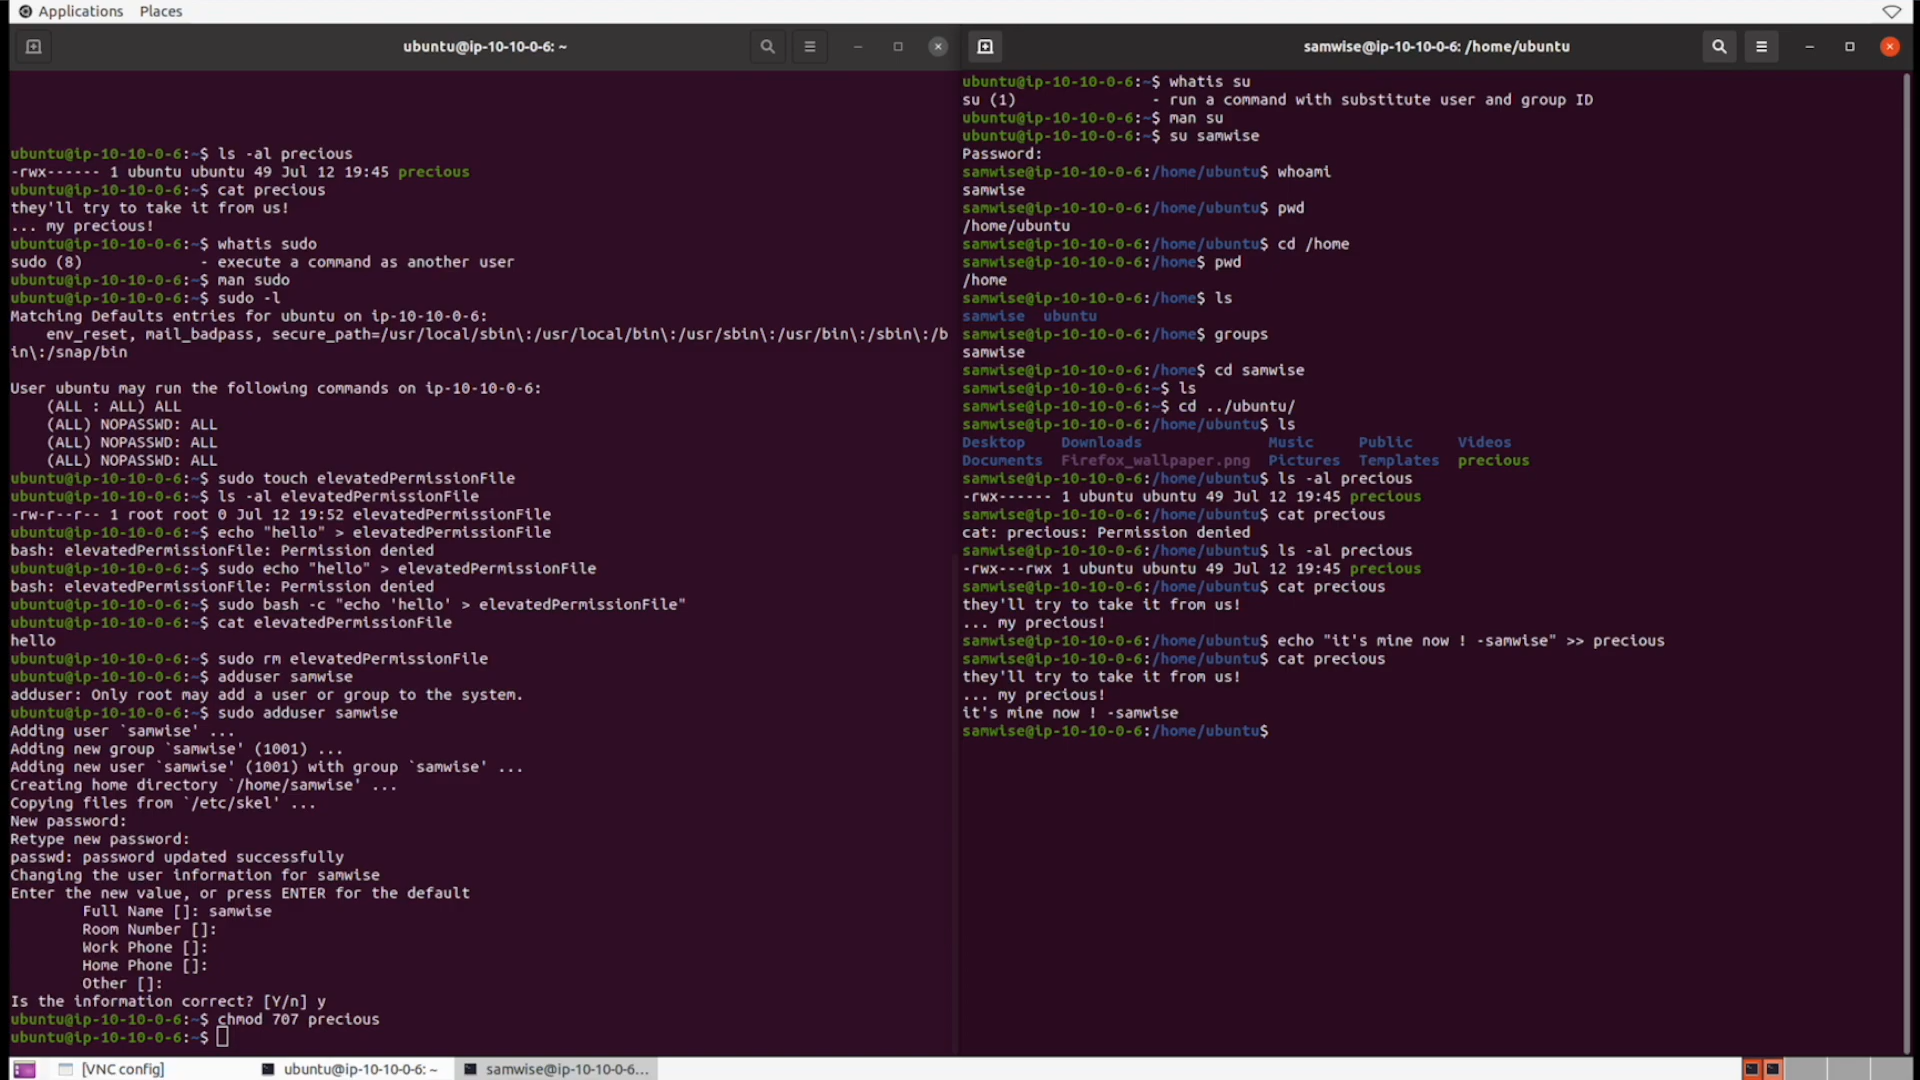 Applications Places
ubuntu@ip-10-10-0-6: ~
ubuntu@ip-10-10-0-6:~$ ls -al precious
-rwx------ 1 ubuntu ubuntu 49 Jul 12 19:45 precious
ubuntu@ip-10-10-0-6:~$ cat precious
they'll try to take it from us!
... my precious!
ubuntu@ip-10-10-0-6:~$ whatis sudo
sudo (8)             - execute a command as another user
ubuntu@ip-10-10-0-6:~$ man sudo
ubuntu@ip-10-10-0-6:~$ sudo -l
Matching Defaults entries for ubuntu on ip-10-10-0-6:
    env_reset, mail_badpass, secure_path=/usr/local/sbin\:/usr/local/bin\:/usr/sbin\:/usr/bin\:/sbin\:/b
in\:/snap/bin
User ubuntu may run the following commands on ip-10-10-0-6:
    (ALL : ALL) ALL
    (ALL) NOPASSWD: ALL
    (ALL) NOPASSWD: ALL
    (ALL) NOPASSWD: ALL
ubuntu@ip-10-10-0-6:~$ sudo touch elevatedPermissionFile
ubuntu@ip-10-10-0-6:~$ ls -al elevatedPermissionFile
-rw-r--r-- 1 root root 0 Jul 12 19:52 elevatedPermissionFile
ubuntu@ip-10-10-0-6:~$ echo "hello" > elevatedPermissionFile
bash: elevatedPermissionFile: Permission denied
ubuntu@ip-10-10-0-6:~$ sudo echo "hello" > elevatedPermissionFile
bash: elevatedPermissionFile: Permission denied
ubuntu@ip-10-10-0-6:~$ sudo bash -c "echo 'hello' > elevatedPermissionFile"
ubuntu@ip-10-10-0-6:~$ cat elevatedPermissionFile
hello
ubuntu@ip-10-10-0-6:~$ sudo rm elevatedPermissionFile
ubuntu@ip-10-10-0-6:~$ adduser samwise
adduser: Only root may add a user or group to the system.
ubuntu@ip-10-10-0-6:~$ sudo adduser samwise
Adding user `samwise' ...
Adding new group `samwise' (1001) ...
Adding new user `samwise' (1001) with group `samwise' ...
Creating home directory `/home/samwise' ...
Copying files from `/etc/skel' ...
New password:
Retype new password:
passwd: password updated successfully
Changing the user information for samwise
Enter the new value, or press ENTER for the default
        Full Name []: samwise
        Room Number []:
        Work Phone []:
        Home Phone []:
        Other []:
Is the information correct? [Y/n] y
ubuntu@ip-10-10-0-6:~$ chmod 707 precious
ubuntu@ip-10-10-0-6:~$
samwise@ip-10-10-0-6: /home/ubuntu
ubuntu@ip-10-10-0-6:~$ whatis su
su (1)               - run a command with substitute user and group ID
ubuntu@ip-10-10-0-6:~$ man su
ubuntu@ip-10-10-0-6:~$ su samwise
Password:
samwise@ip-10-10-0-6:/home/ubuntu$ whoami
samwise
samwise@ip-10-10-0-6:/home/ubuntu$ pwd
/home/ubuntu
samwise@ip-10-10-0-6:/home/ubuntu$ cd /home
samwise@ip-10-10-0-6:/home$ pwd
/home
samwise@ip-10-10-0-6:/home$ ls
samwise  ubuntu
samwise@ip-10-10-0-6:/home$ groups
samwise
samwise@ip-10-10-0-6:/home$ cd samwise
samwise@ip-10-10-0-6:~$ ls
samwise@ip-10-10-0-6:~$ cd ../ubuntu/
samwise@ip-10-10-0-6:/home/ubuntu$ ls
Desktop    Downloads              Music     Public     Videos
Documents  Firefox_wallpaper.png  Pictures  Templates  precious
samwise@ip-10-10-0-6:/home/ubuntu$ ls -al precious
-rwx------ 1 ubuntu ubuntu 49 Jul 12 19:45 precious
samwise@ip-10-10-0-6:/home/ubuntu$ cat precious
cat: precious: Permission denied
samwise@ip-10-10-0-6:/home/ubuntu$ ls -al precious
-rwx---rwx 1 ubuntu ubuntu 49 Jul 12 19:45 precious
samwise@ip-10-10-0-6:/home/ubuntu$ cat precious
they'll try to take it from us!
... my precious!
samwise@ip-10-10-0-6:/home/ubuntu$ echo "it's mine now ! -samwise" >> precious
samwise@ip-10-10-0-6:/home/ubuntu$ cat precious
they'll try to take it from us!
... my precious!
it's mine now ! -samwise
samwise@ip-10-10-0-6:/home/ubuntu$
[VNC config] ubuntu@ip-10-10-0-6: ~ samwise@ip-10-10-0-6...